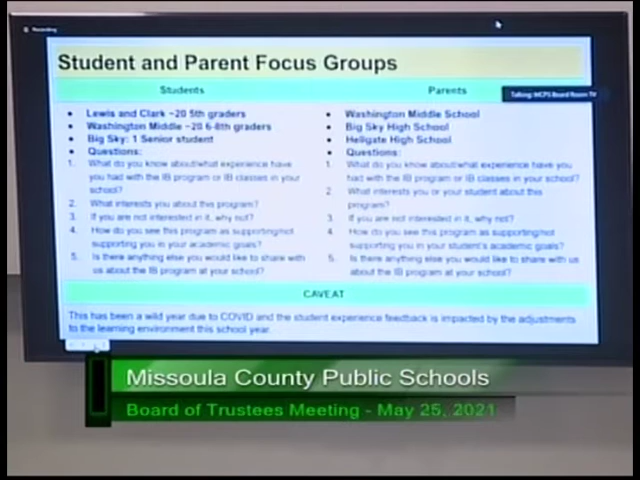 Recording
Student and Parent Focus Groups
Students
Parents
Talking: MCPS Board Room TV
• Lewis and Clark ~20 5th graders
• Washington Middle ~20 6-8th graders
• Big Sky: 1 Senior student
• Questions:
1. What do you know about/what experience have
you had with the IB program or IB classes in your
school?
2. What interests you about this program?
3. If you are not interested in it, why not?
4. How do you see this program as supporting/not
supporting you in your academic goals?
5. Is there anything else you would like to share with
us about the IB program at your school?
• Washington Middle School
• Big Sky High School
• Hellgate High School
• Questions:
1. What do you know about/what experience have you
had with the IB program or IB classes in your school?
2. What interests you or your student about this
program?
3. If you are not interested in it, why not?
4. How do you see this program as supporting/not
supporting you in your student's academic goals?
5. Is there anything else you would like to share with us
about the IB program at your school?
CAVEAT
This has been a wild year due to COVID and the student experience feedback is impacted by the adjustments
to the learning environment this school year.
Missoula County Public Schools
Board of Trustees Meeting - May 25, 2021